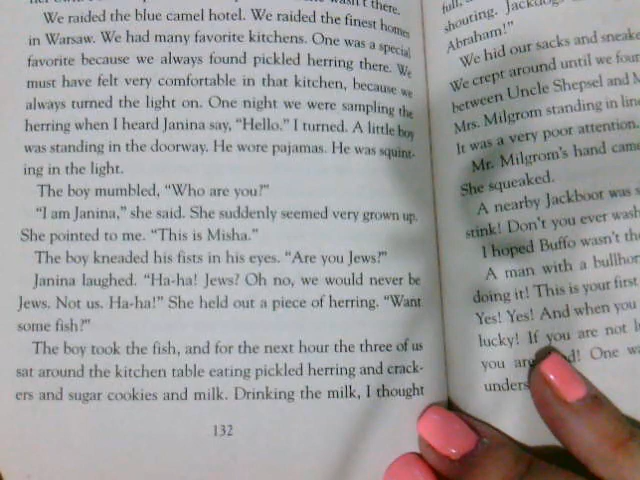 wasn't there.
We raided the blue camel hotel. We raided the finest homes
in Warsaw. We had many favorite kitchens. One was a special
favorite because we always found pickled herring there. We
must have felt very comfortable in that kitchen, because we
always turned the light on. One night we were sampling the
herring when I heard Janina say, "Hello." I turned. A little boy
was standing in the doorway. He wore pajamas. He was squint-
ing in the light.
The boy mumbled, "Who are you?"
"I am Janina," she said. She suddenly seemed very grown up.
She pointed to me. "This is Misha."
The boy kneaded his fists in his eyes. "Are you Jews?"
Janina laughed. "Ha-ha! Jews? Oh no, we would never be
Jews. Not us. Ha-ha!" She held out a piece of herring. "Want
some fish?"
The boy took the fish, and for the next hour the three of us
sat around the kitchen table eating pickled herring and crack-
ers and sugar cookies and milk. Drinking the milk, I thought
132
shouting.
Abraham!"
We hid our sacks and
We crept around until we
between Uncle Shepsel and
Mrs. Milgrom standing in
It was a very poor attention.
Mr. Milgrom's hand
She squeaked.
A nearby Jackboot was
stink! Don't you ever
I hoped Buffo wasn't
A man with a
doing it! This is your first
Yes! Yes! And when you
lucky! If you are not
you One